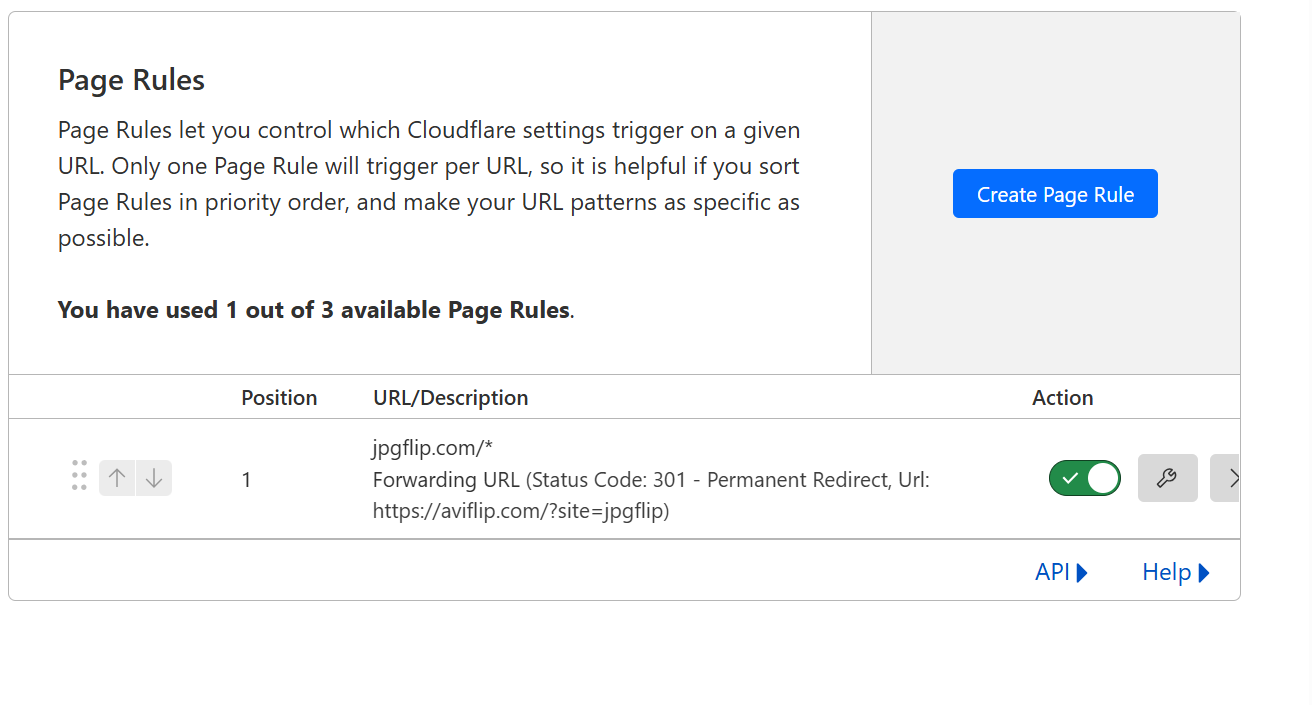 Page Rules
Page Rules let you control which Cloudflare settings trigger on a given
URL. Only one Page Rule will trigger per URL, so it is helpful if you sort
Page Rules in priority order, and make your URL patterns as specific as
possible.
You have used 1 out of 3 available Page Rules.
Create Page Rule
Position URL/Description Action
1
jpgflip.com/*
Forwarding URL (Status Code: 301 - Permanent Redirect, Url:
https://aviflip.com/?site=jpgflip)
API
Help